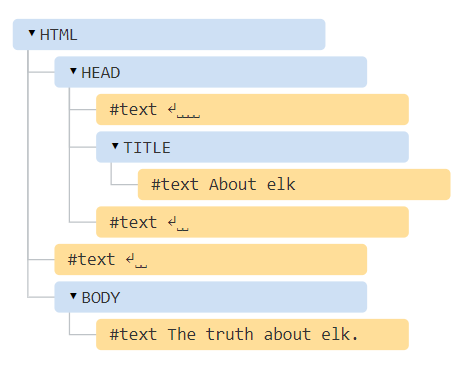 ▾ HTML
▾ HEAD
#text ↵␣␣␣␣
▾ TITLE
#text About elk
#text ↵␣␣
#text ↵␣␣
▾ BODY
#text The truth about elk.